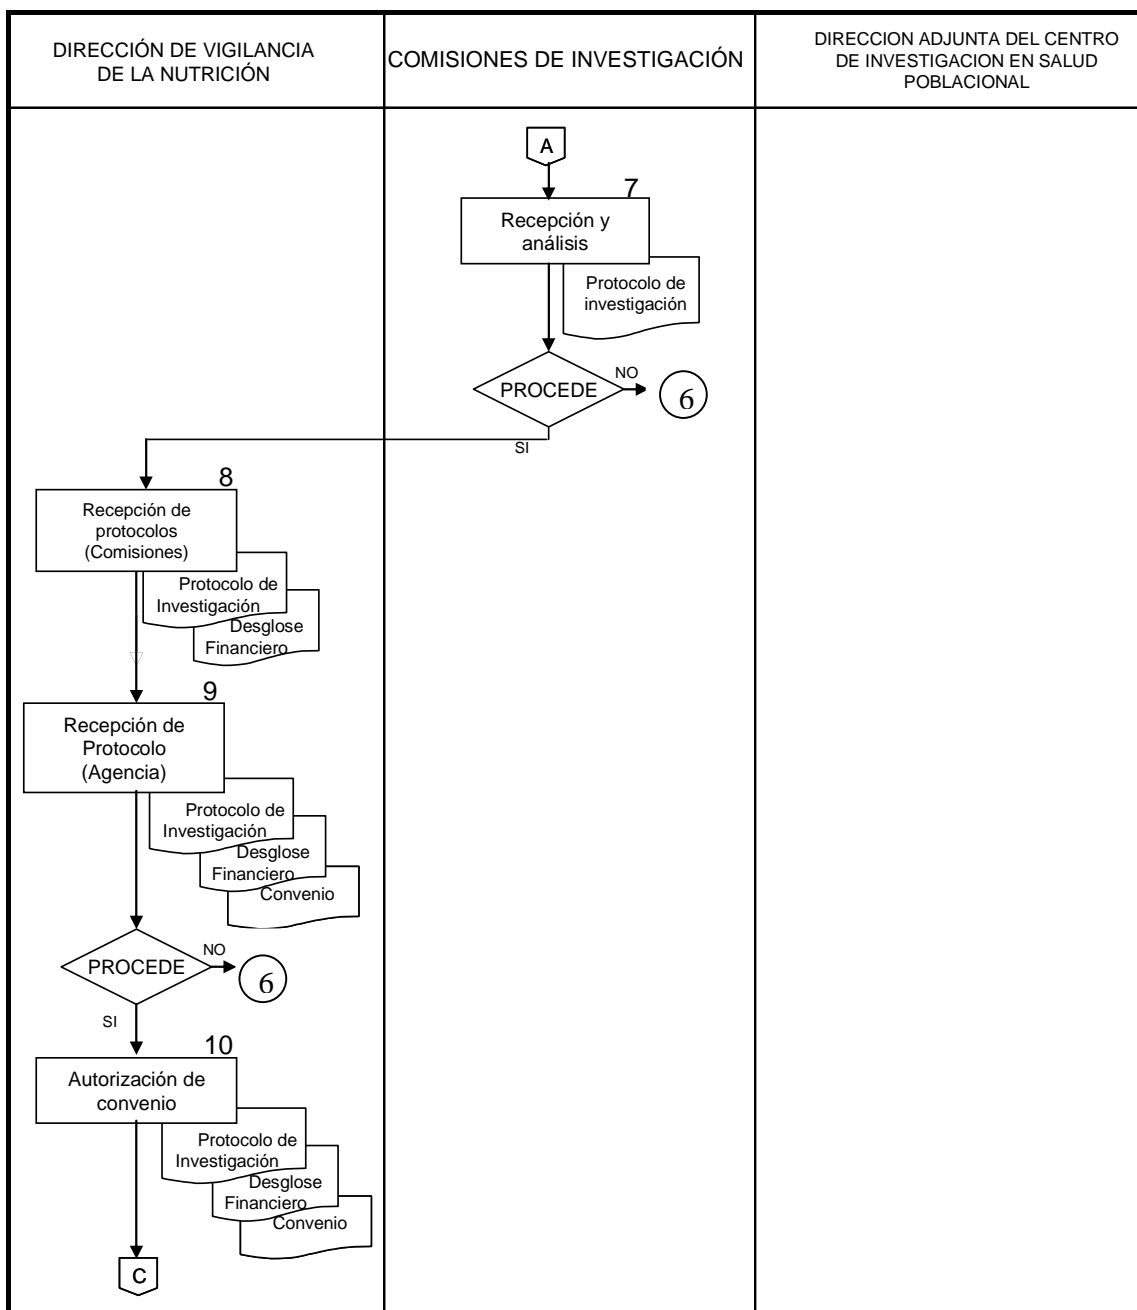 DIRECCIÓN DE VIGILANCIA
DE LA NUTRICIÓN
COMISIONES DE INVESTIGACIÓN
DIRECCION ADJUNTA DEL CENTRO
DE INVESTIGACION EN SALUD
POBLACIONAL
A
7
Recepción y
análisis
Protocolo de
investigación
PROCEDE
NO
6
SI
8
Recepción de
protocolos
(Comisiones)
Protocolo de
Investigación
Desglose
Financiero
9
Recepción de
Protocolo
(Agencia)
Protocolo de
Investigación
Desglose
Financiero
Convenio
PROCEDE
NO
6
SI
10
Autorización de
convenio
Protocolo de
Investigación
Desglose
Financiero
Convenio
C